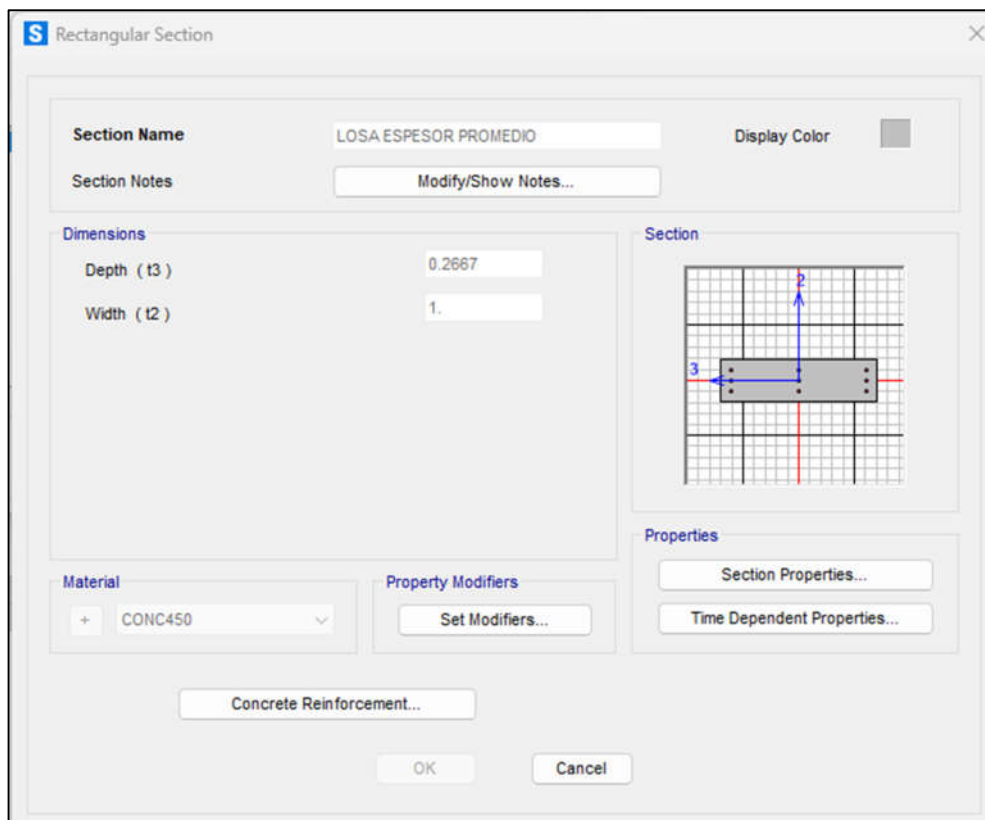 S Rectangular Section
Section Name LOSA ESPESOR PROMEDIO Display Color
Section Notes Modify/Show Notes...
Dimensions
Depth ( t3 ) 0.2667
Width ( t2 ) 1.
Section
2
3
Properties
Section Properties...
Time Dependent Properties...
Material
+ CONC450
Property Modifiers
Set Modifiers...
Concrete Reinforcement...
OK Cancel